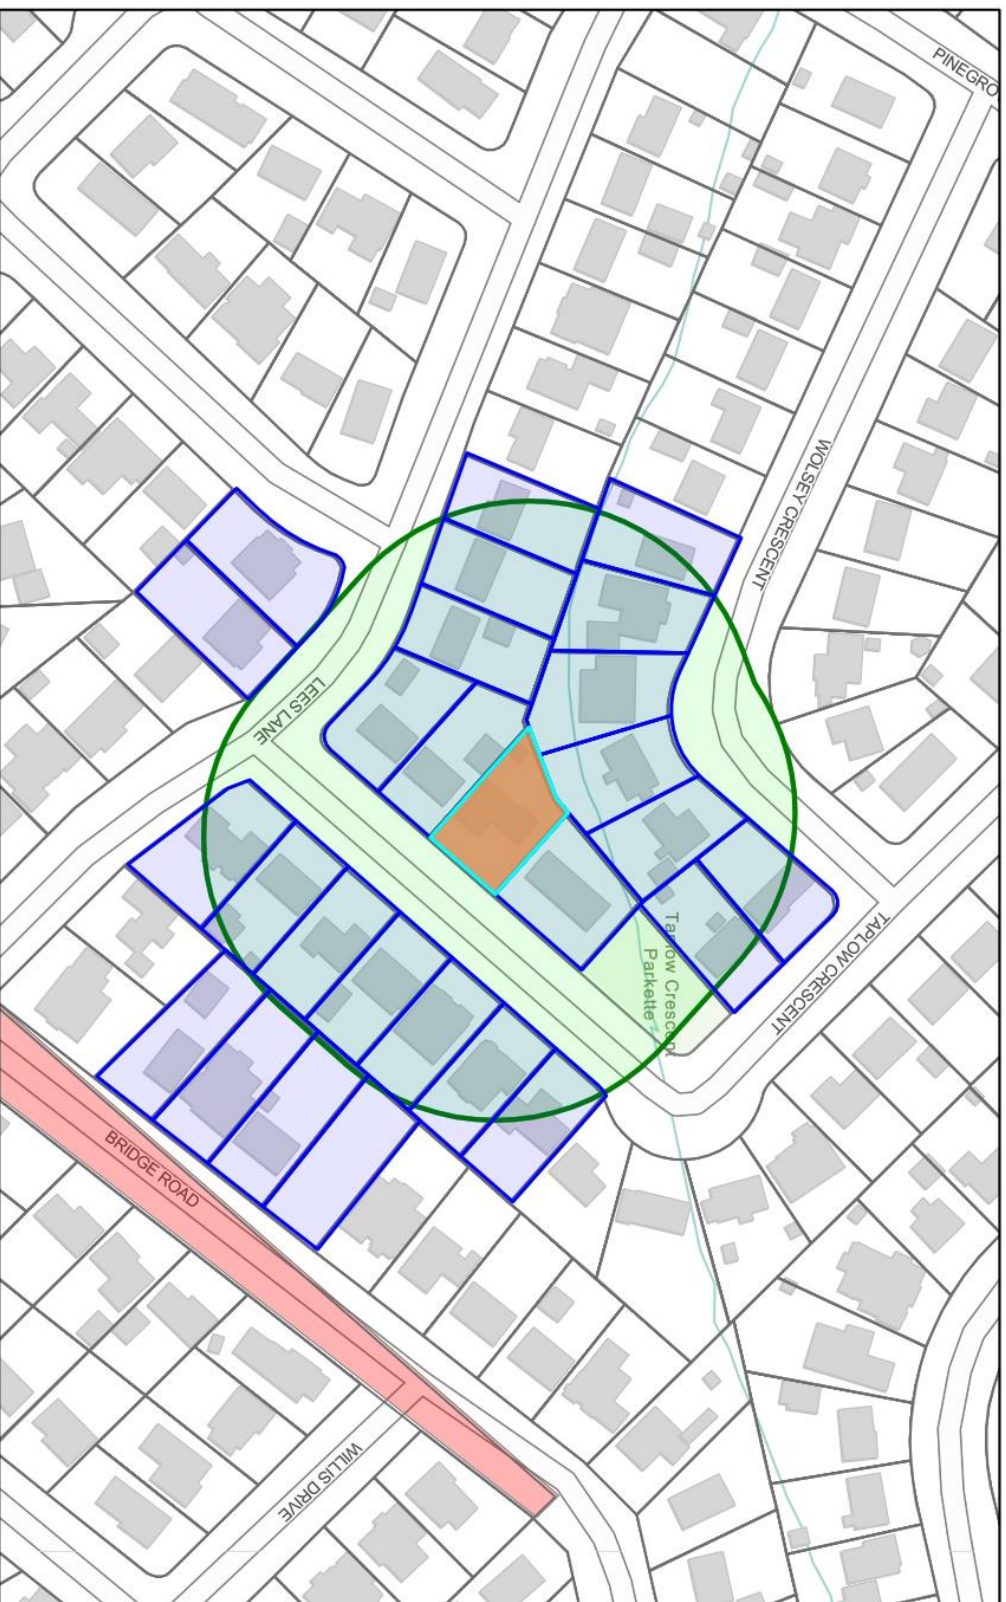 PINEGRO
WOLSEY CRESCENT
LEES LANE
Taplow Crescent
Parkette
TAPLOW CRESCENT
BRIDGE ROAD
WILLIS DRIVE